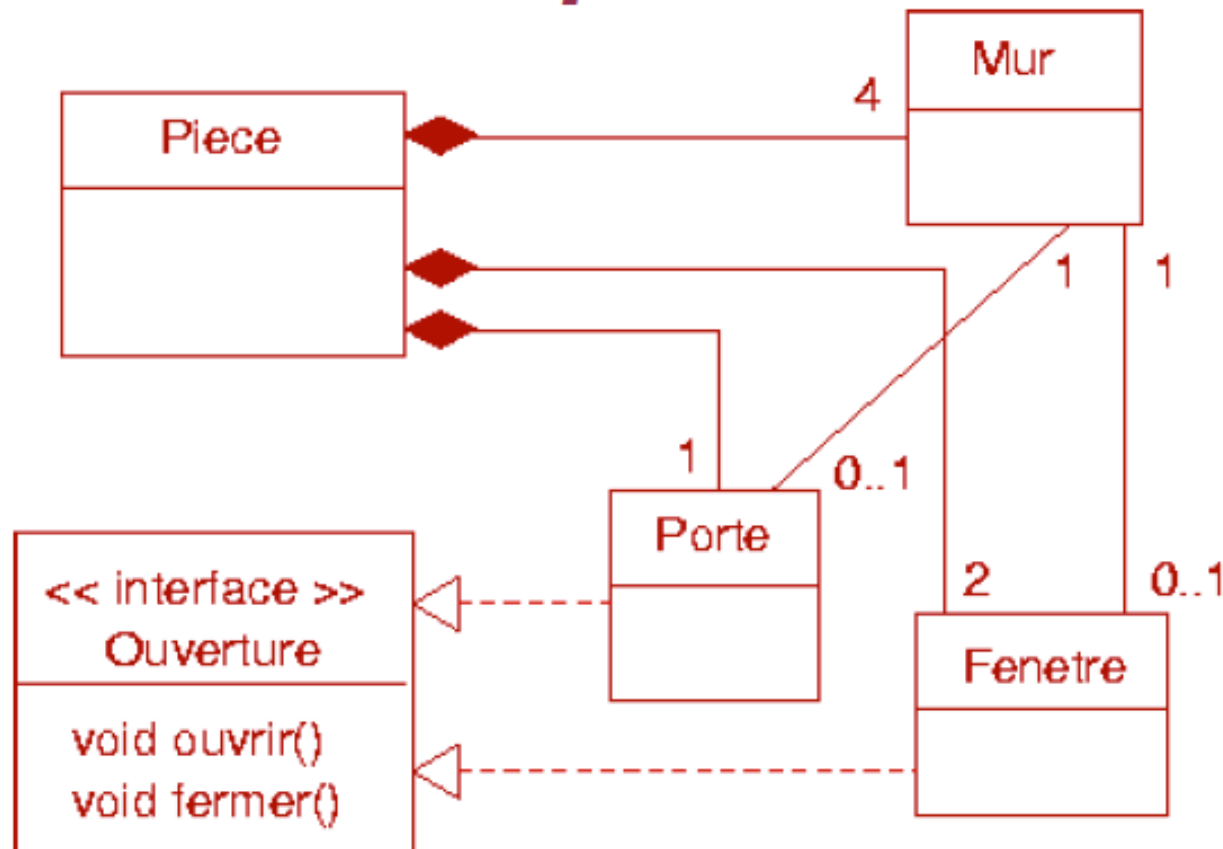 Mur
4
Piece
1
1
1
0..1
Porte
2
0..1
<< interface >>
Ouverture
Fenetre
void ouvrir()
void fermer()